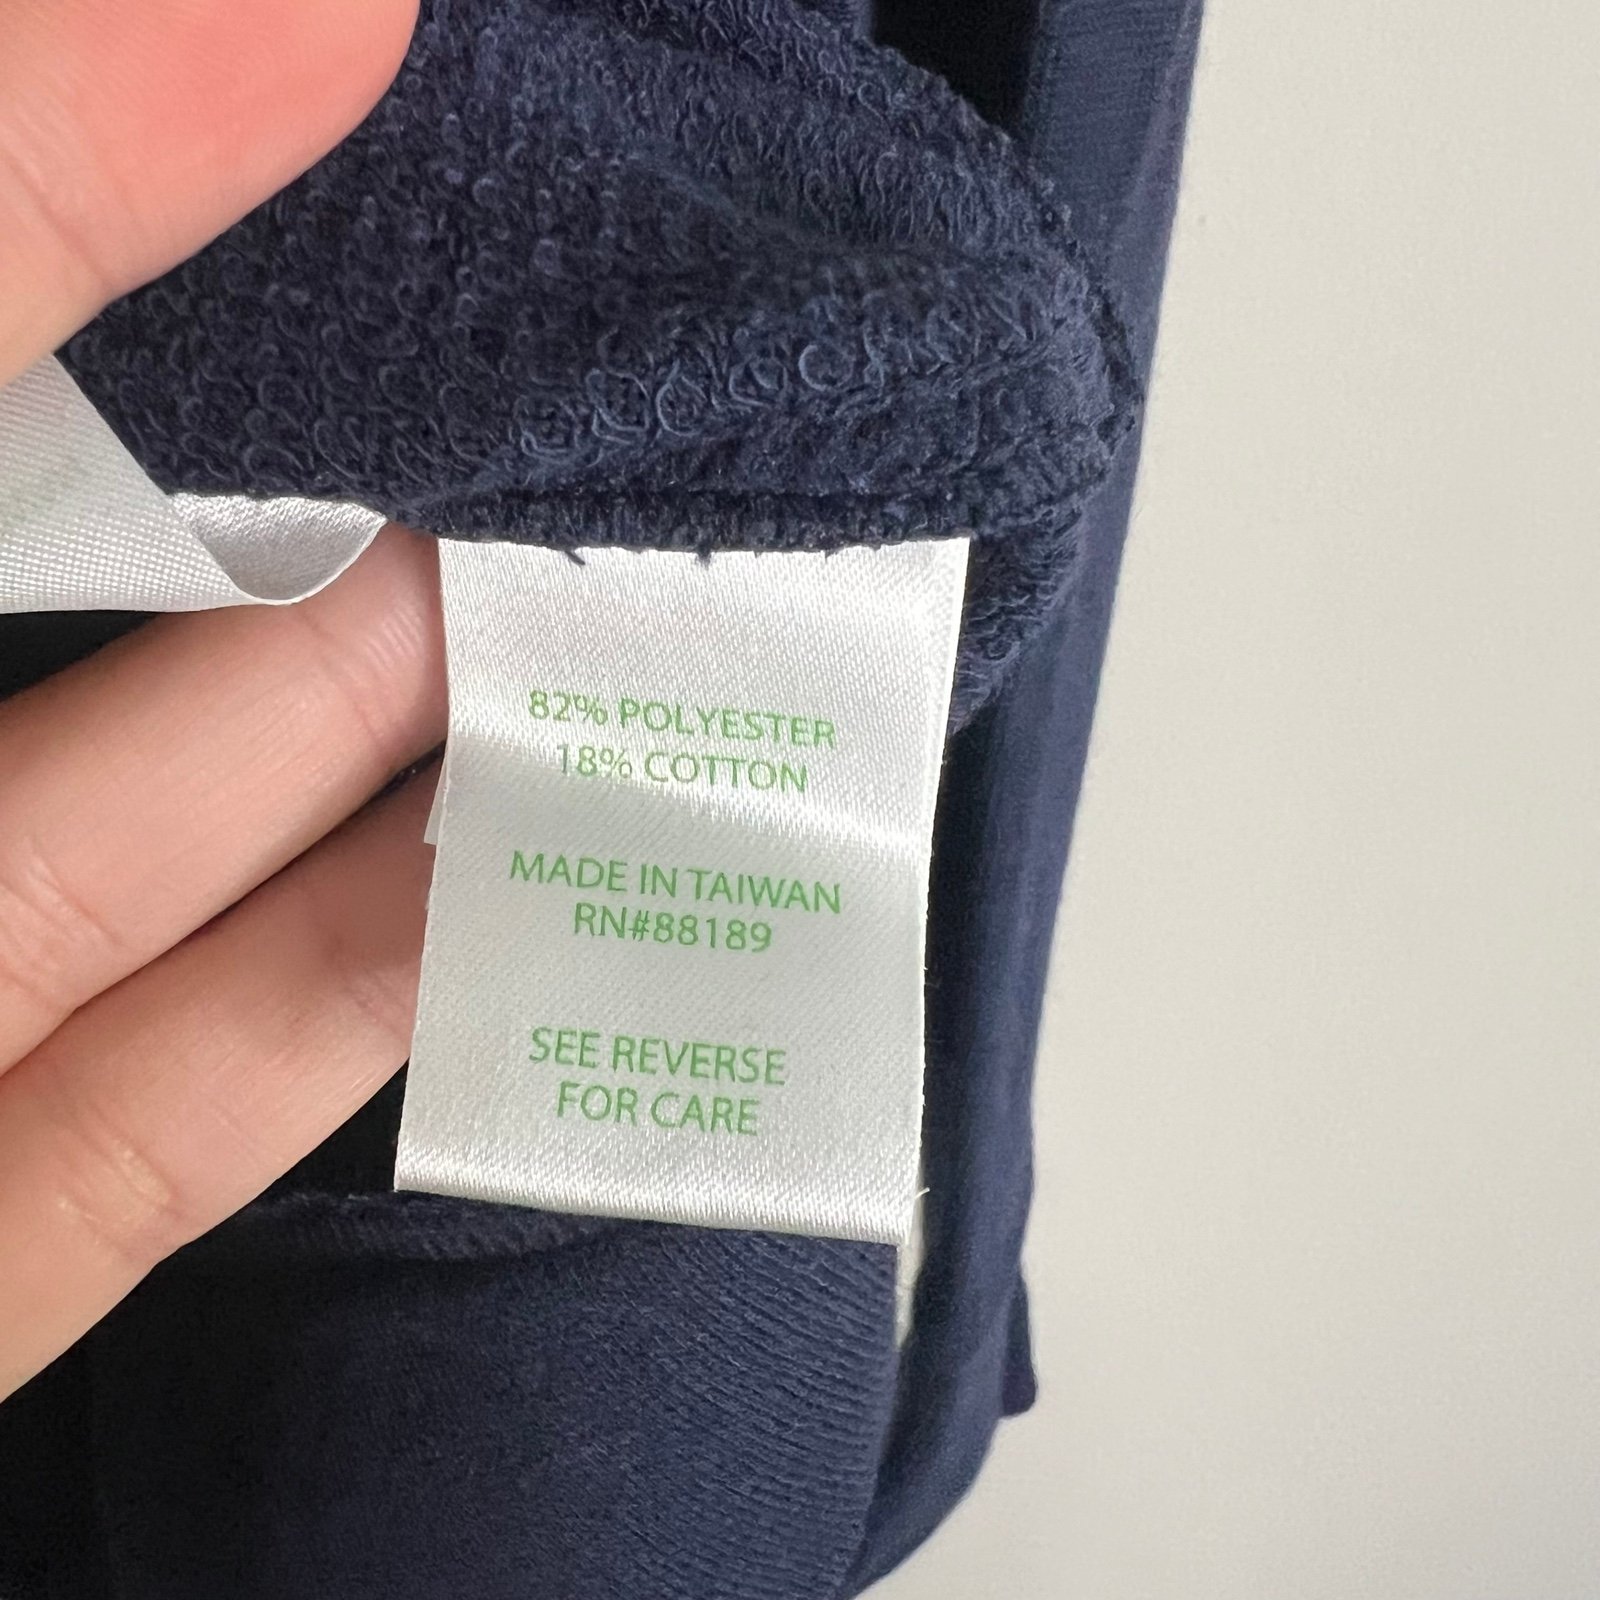 82% POLYESTER
18% COTTON
MADE IN TAIWAN
RN#88189
SEE REVERSE
FOR CARE